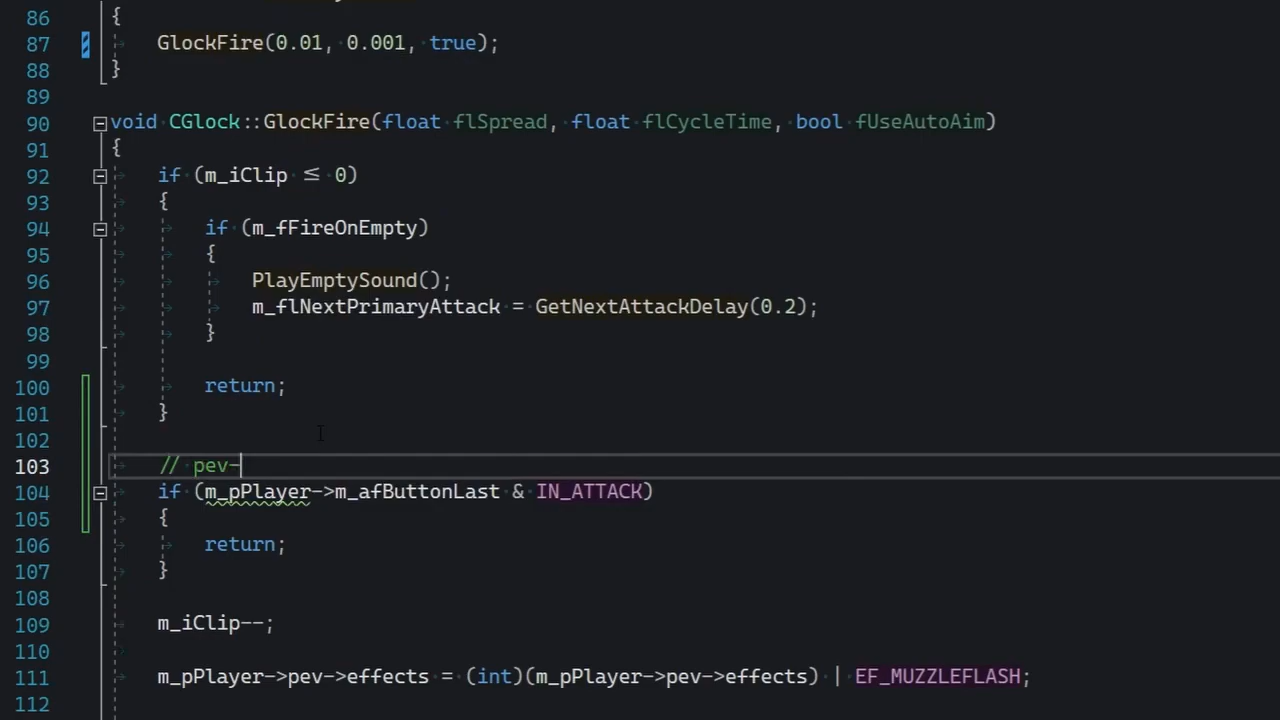 86 {
87 GlockFire(0.01, 0.001, true);
88 }
89
90 void CGlock::GlockFire(float flSpread, float flCycleTime, bool fUseAutoAim)
91 {
92 if (m_iClip ≤ 0)
93 {
94 if (m_fFireOnEmpty)
95 {
96 PlayEmptySound();
97 m_flNextPrimaryAttack = GetNextAttackDelay(0.2);
98 }
99
100 return;
101 }
102
103 // pev-
104 if (m_pPlayer->m_afButtonLast & IN_ATTACK)
105 {
106 return;
107 }
108
109 m_iClip--;
110
111 m_pPlayer->pev->effects = (int)(m_pPlayer->pev->effects) | EF_MUZZLEFLASH;
112